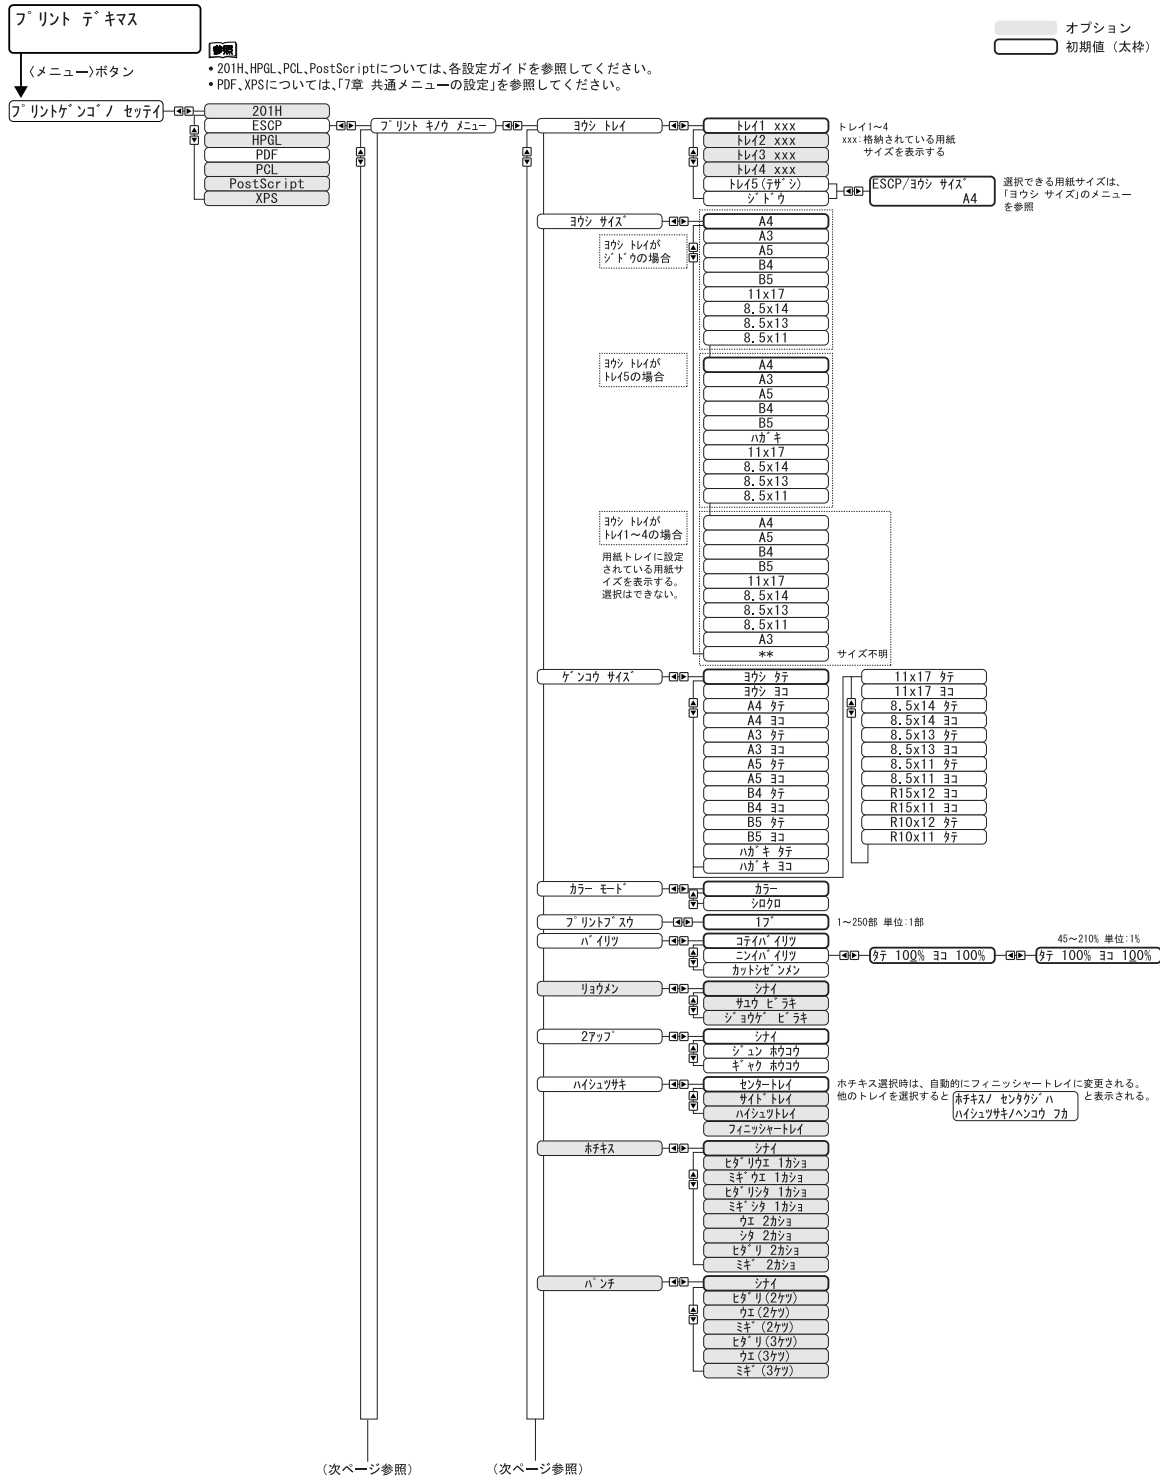 プリント デキマス
オプション
初期値（太枠）
〈メニュー〉ボタン
参照
• 201H、HPGL、PCL、PostScriptについては、各設定ガイドを参照してください。
• PDF、XPSについては、「7章 共通メニューの設定」を参照してください。
プリントゲンゴノ セッテイ
201H
ESCP
HPGL
PDF
PCL
PostScript
XPS
プリント キノウ メニュー
ヨウシ トレイ
トレイ1 xxx
トレイ2 xxx
トレイ3 xxx
トレイ4 xxx
トレイ5(テザシ)
ジドウ
トレイ1～4
xxx：格納されている用紙
サイズを表示する
ESCP/ヨウシ サイズ
A4
選択できる用紙サイズは、
「ヨウシ サイズ」のメニュー
を参照
ヨウシ サイズ
ヨウシ トレイが
ジドウの場合
A4
A3
A5
B4
B5
11x17
8.5x14
8.5x13
8.5x11
ヨウシ トレイが
トレイ5の場合
A4
A3
A5
B4
B5
ハガキ
11x17
8.5x14
8.5x13
8.5x11
ヨウシ トレイが
トレイ1～4の場合
用紙トレイに設定
されている用紙サ
イズを表示する。
選択はできない。
A4
A5
B4
B5
11x17
8.5x14
8.5x13
8.5x11
A3
**
サイズ不明
ゲンコウ サイズ
ヨウシ タテ
ヨウシ ヨコ
A4 タテ
A4 ヨコ
A3 タテ
A3 ヨコ
A5 タテ
A5 ヨコ
B4 タテ
B4 ヨコ
B5 タテ
B5 ヨコ
ハガキ タテ
ハガキ ヨコ
11x17 タテ
11x17 ヨコ
8.5x14 タテ
8.5x14 ヨコ
8.5x13 タテ
8.5x13 ヨコ
8.5x11 タテ
8.5x11 ヨコ
R15x12 ヨコ
R15x11 ヨコ
R10x12 タテ
R10x11 タテ
カラー モード
カラー
シロクロ
プリントブスウ
1ブ
1～250部 単位：1部
バイリツ
コテイバイリツ
ニンイバイリツ
カットシゼンメン
タテ 100% ヨコ 100%
45～210% 単位：1%
タテ 100% ヨコ 100%
リョウメン
シナイ
サユウ ビラキ
ジョウゲ ビラキ
2アップ
シナイ
ジュン ホウコウ
ギャク ホウコウ
ハイシュツサキ
センタートレイ
サイドトレイ
ハイシュツトレイ
フィニッシャートレイ
ホチキス選択時は、自動的にフィニッシャートレイに変更される。
他のトレイを選択すると
ホチキスノ センタクジハ
ハイシュツサキノヘンコウ フカ
と表示される。
ホチキス
シナイ
ヒダリウエ 1カショ
ミギウエ 1カショ
ヒダリシタ 1カショ
ミギシタ 1カショ
ウエ 2カショ
シタ 2カショ
ヒダリ 2カショ
ミギ 2カショ
パンチ
シナイ
ヒダリ(2ケツ)
ウエ(2ケツ)
ミギ(2ケツ)
ヒダリ(3ケツ)
ウエ(3ケツ)
ミギ(3ケツ)
（次ページ参照）
（次ページ参照）